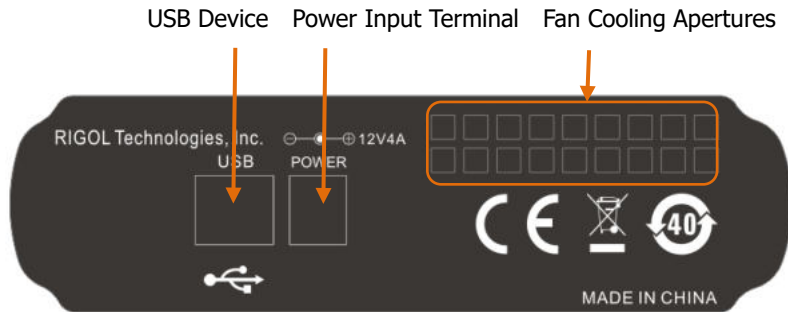 USB Device Power Input Terminal Fan Cooling Apertures
RIGOL Technologies, Inc. 12V4A
USB POWER
CE 40
MADE IN CHINA